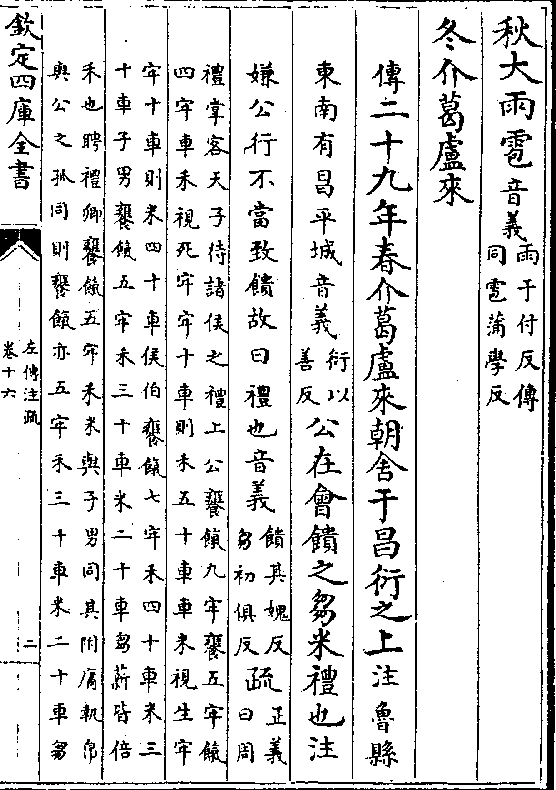 秋大雨雹音義雨于付反傳
同雹蒲學反
冬介葛盧來
傳二十九年春介葛盧來朝舍于昌衍之上注魯縣
東南有昌平城音義衍以
善反公在會饋之芻米禮也注
嫌公行不當致饋故曰禮也音義饋其媿反
芻初俱反疏正義
曰周
禮掌客天子待諸侯之禮上公饔餼九牢饔五牢餼
四牢車禾視死牢牢十車則禾五十車車米視生牢
牢十車則米四十車侯伯饔餼七牢禾四十車米三
十車子男饔餼五牢禾三十車米二十車芻薪皆倍
禾也聘禮卿饔餼五牢禾米與子男同其附庸執帛
與公之孤同則饔餼亦五牢禾三十車米二十車芻
欽定四庫全書
左傳注疏
卷十六
二